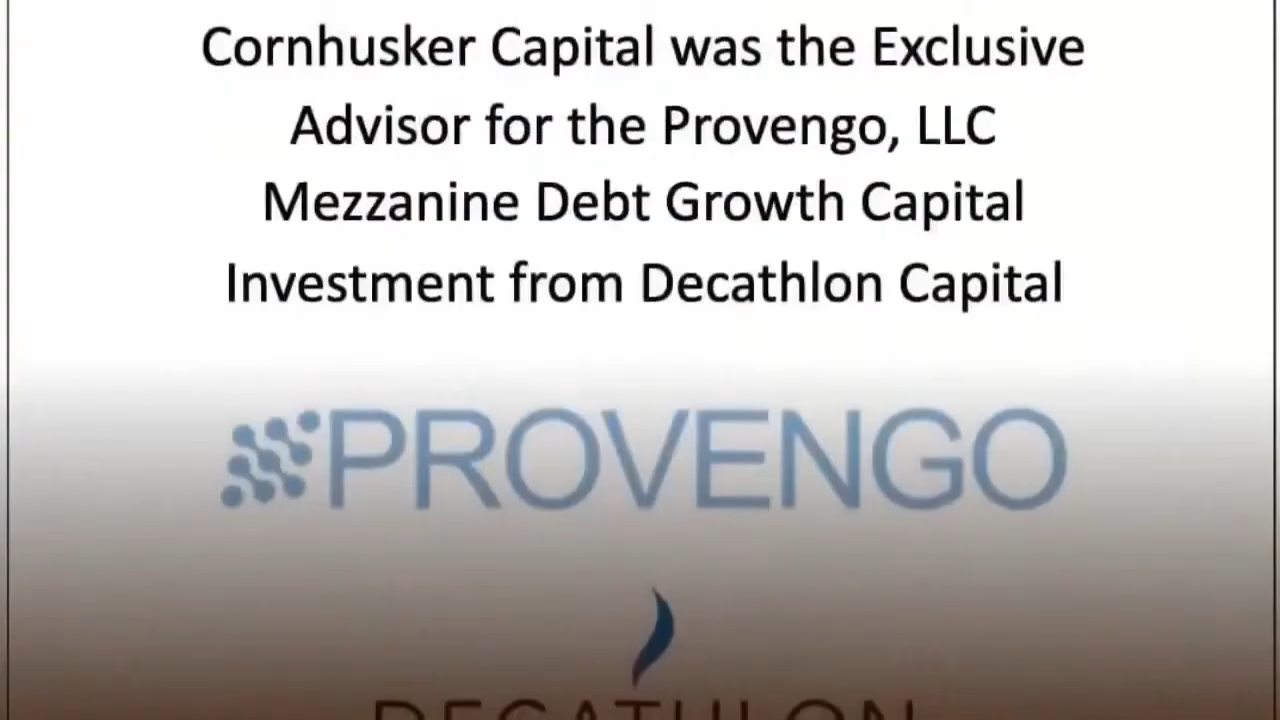 Cornhusker Capital was the Exclusive
Advisor for the Provengo, LLC
Mezzanine Debt Growth Capital
Investment from Decathlon Capital
PROVENGO
DECATHLON